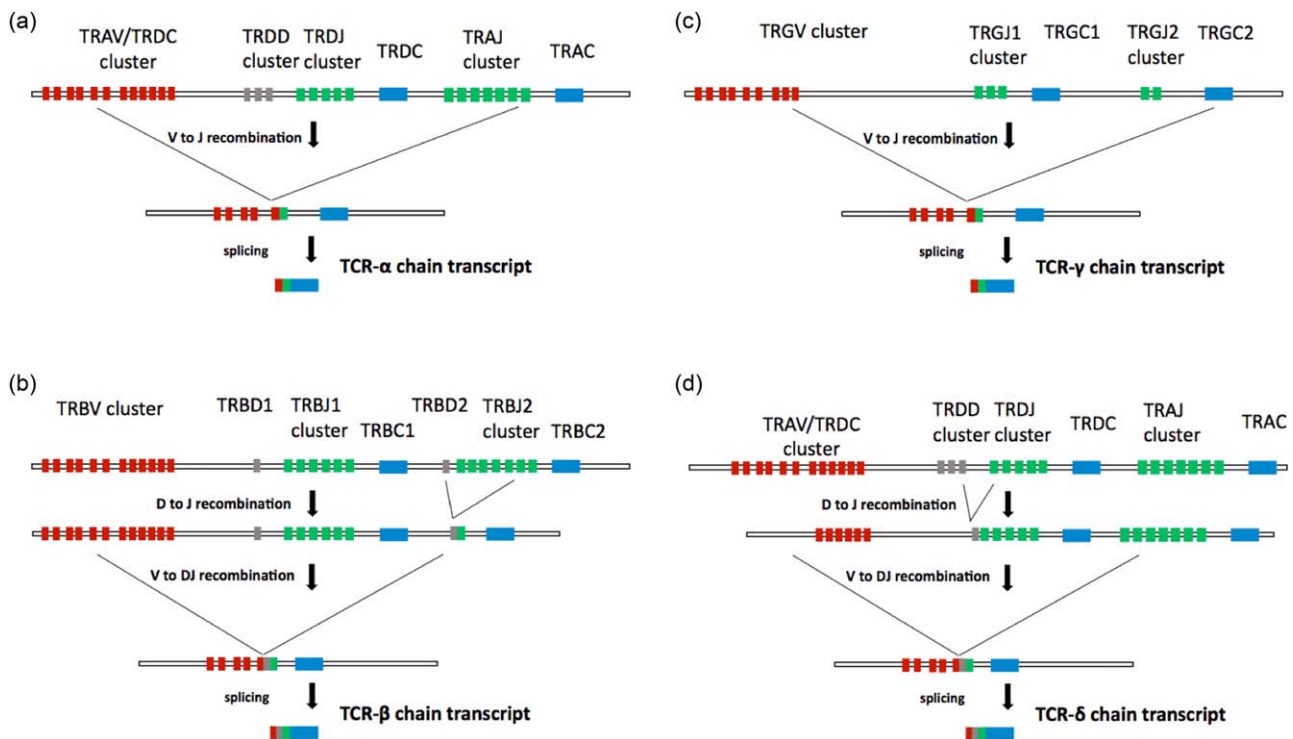 (a)
TRAV/TRDC
cluster
TRDD
cluster
TRDJ
cluster
TRDC
TRAJ
cluster
TRAC
V to J recombination
splicing
TCR-α chain transcript
(c)
TRGV cluster
TRGJ1
cluster
TRGC1
TRGJ2
cluster
TRGC2
V to J recombination
splicing
TCR-γ chain transcript
(b)
TRBV cluster
TRBD1
TRBJ1
cluster
TRBC1
TRBD2
TRBJ2
cluster
TRBC2
D to J recombination
V to DJ recombination
splicing
TCR-β chain transcript
(d)
TRAV/TRDC
cluster
TRDD
cluster
TRDJ
cluster
TRDC
TRAJ
cluster
TRAC
D to J recombination
V to DJ recombination
splicing
TCR-δ chain transcript